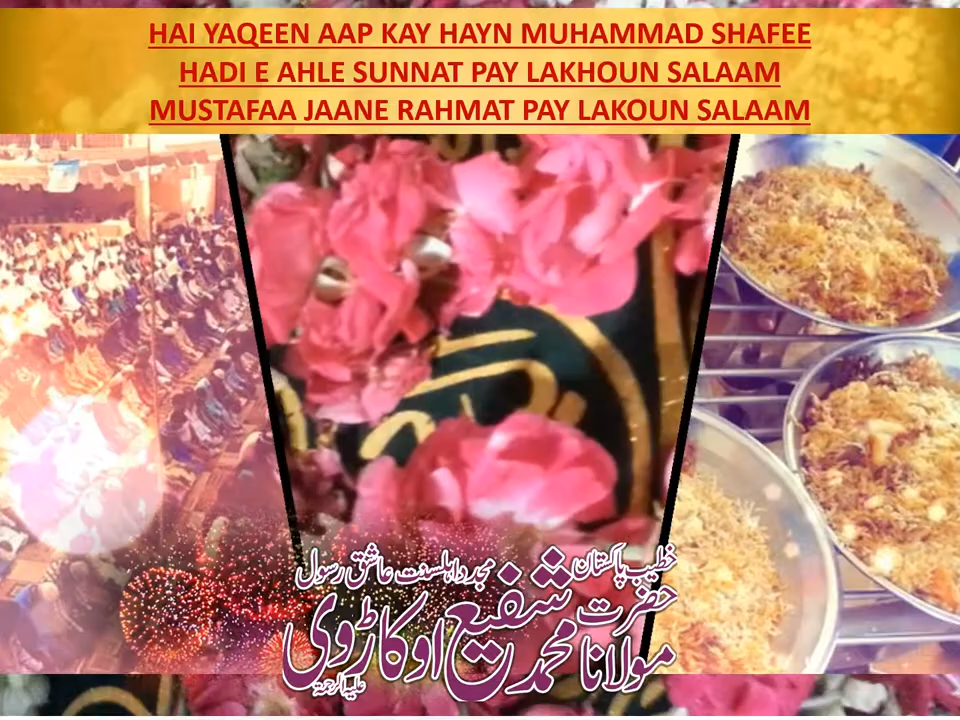 HAI YAQEEN AAP KAY HAYN MUHAMMAD SHAFEE
HADI E AHLE SUNNAT PAY LAKHOUN SALAAM
MUSTAFAA JAANE RAHMAT PAY LAKOUN SALAAM
خطیب پاکستان مجدد اہلسنت عاشق رسول
حضرت
مولانا محمد شفیع اوکاڑوی
علیہ الرحمۃ